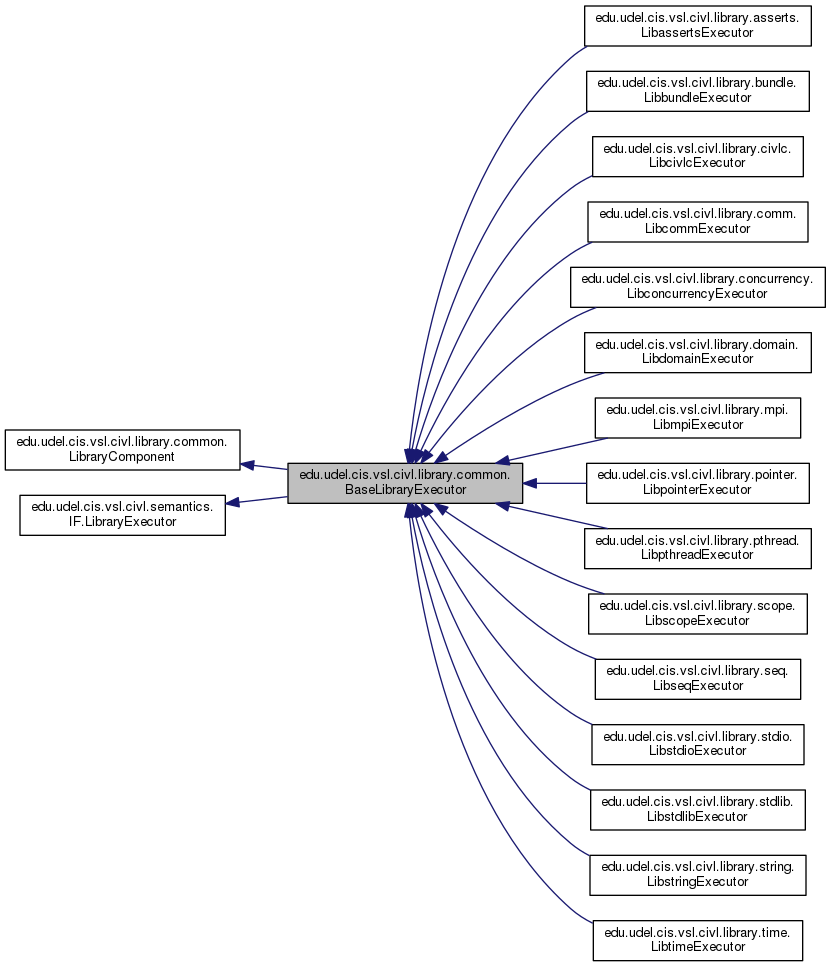 edu.udel.cis.vsl.civl.library.common.
LibraryComponent
edu.udel.cis.vsl.civl.semantics.
IF.LibraryExecutor
edu.udel.cis.vsl.civl.library.common.
BaseLibraryExecutor
edu.udel.cis.vsl.civl.library.asserts.
LibassertsExecutor
edu.udel.cis.vsl.civl.library.bundle.
LibbundleExecutor
edu.udel.cis.vsl.civl.library.civlc.
LibcivlcExecutor
edu.udel.cis.vsl.civl.library.comm.
LibcommExecutor
edu.udel.cis.vsl.civl.library.concurrency.
LibconcurrencyExecutor
edu.udel.cis.vsl.civl.library.domain.
LibdomainExecutor
edu.udel.cis.vsl.civl.library.mpi.
LibmpiExecutor
edu.udel.cis.vsl.civl.library.pointer.
LibpointerExecutor
edu.udel.cis.vsl.civl.library.pthread.
LibpthreadExecutor
edu.udel.cis.vsl.civl.library.scope.
LibscopeExecutor
edu.udel.cis.vsl.civl.library.seq.
LibseqExecutor
edu.udel.cis.vsl.civl.library.stdio.
LibstdioExecutor
edu.udel.cis.vsl.civl.library.stdlib.
LibstdlibExecutor
edu.udel.cis.vsl.civl.library.string.
LibstringExecutor
edu.udel.cis.vsl.civl.library.time.
LibtimeExecutor